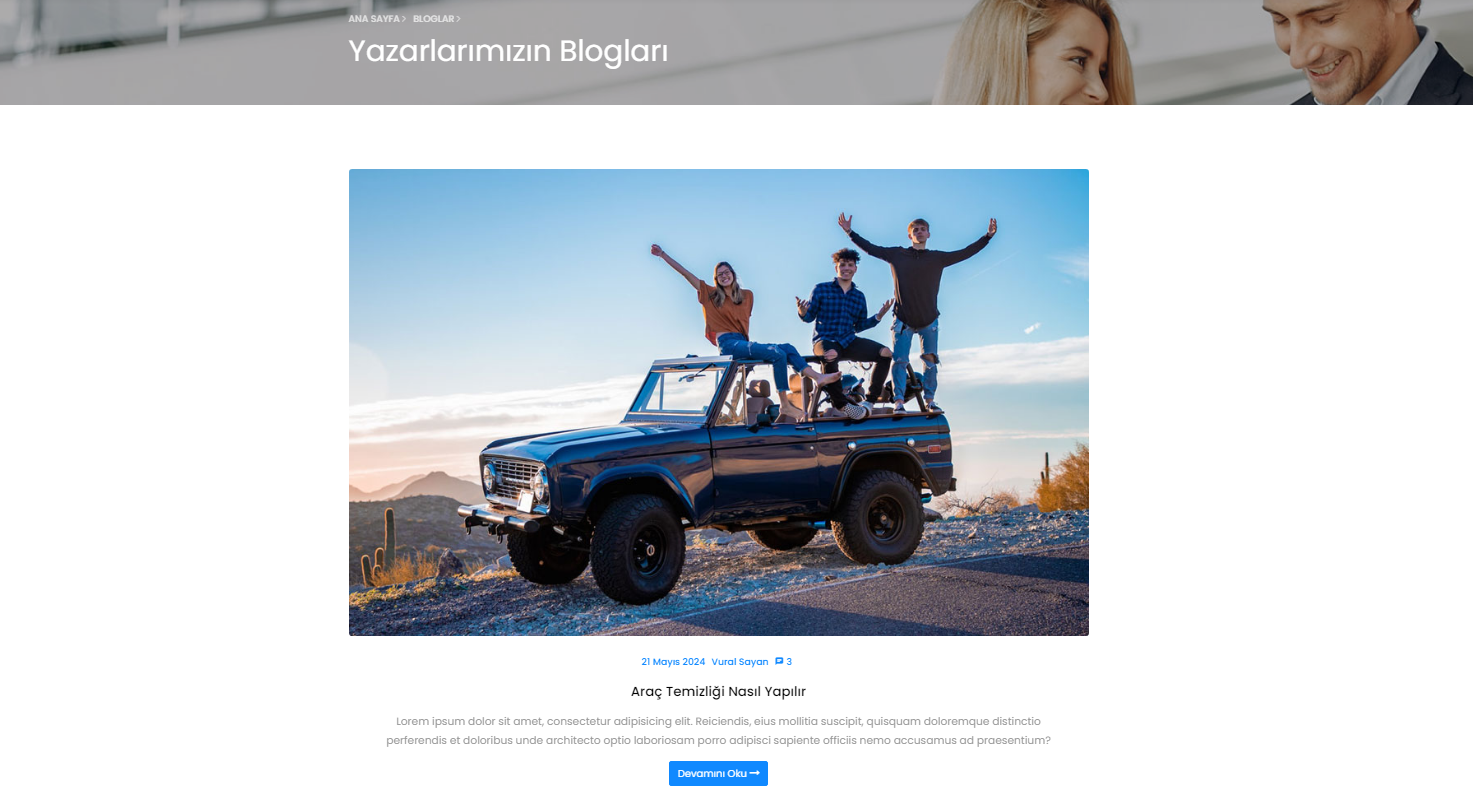 ANA SAYFA > BLOGLAR >
Yazarlarımızın Blogları
21 Mayıs 2024 Vural Sayan 3
Araç Temizliği Nasıl Yapılır
Lorem ipsum dolor sit amet, consectetur adipisicing elit. Reiciendis, eius mollitia suscipit, quisquam doloremque distinctio
perferendis et doloribus unde architecto optio laboriosam porro adipisci sapiente officiis nemo accusamus ad praesentium?
Devamını Oku →